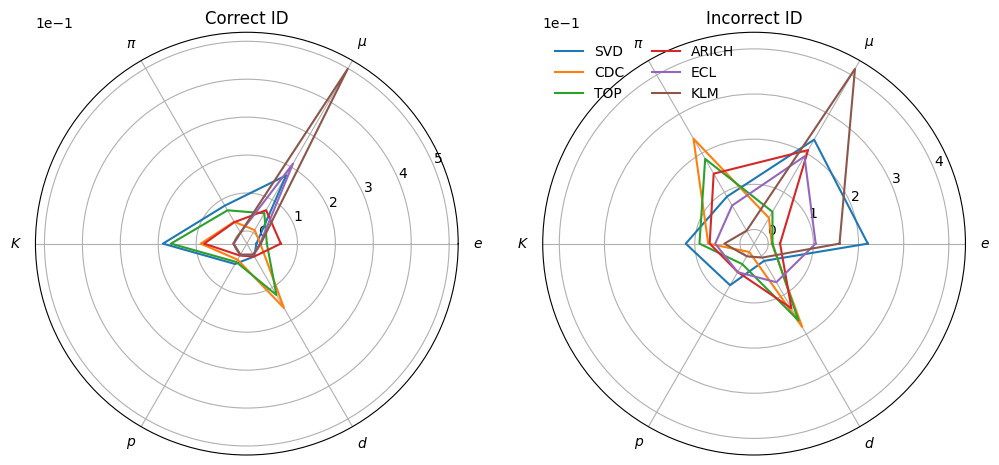 Correct ID
1e−1
π
μ
5
4
3
2
1
0
K
e
p
d
Incorrect ID
1e−1
π
μ
SVD
CDC
TOP
ARICH
ECL
KLM
4
3
2
1
0
K
e
p
d